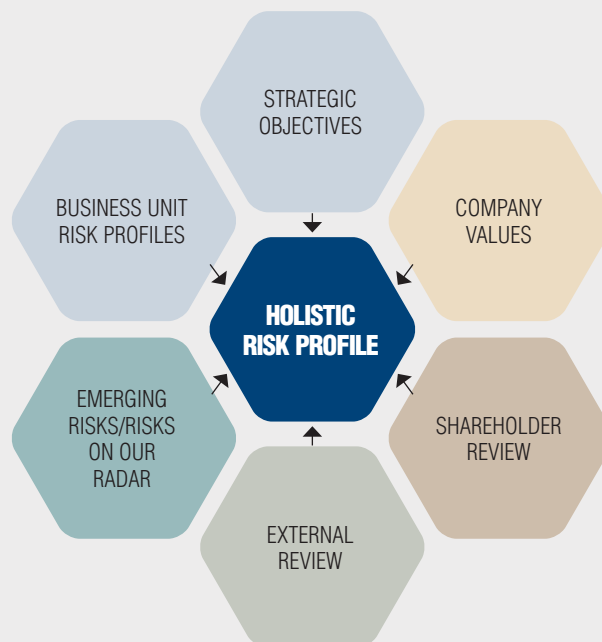 STRATEGIC
OBJECTIVES
BUSINESS UNIT
RISK PROFILES
COMPANY
VALUES
HOLISTIC
RISK PROFILE
EMERGING
RISKS/RISKS
ON OUR
RADAR
SHAREHOLDER
REVIEW
EXTERNAL
REVIEW